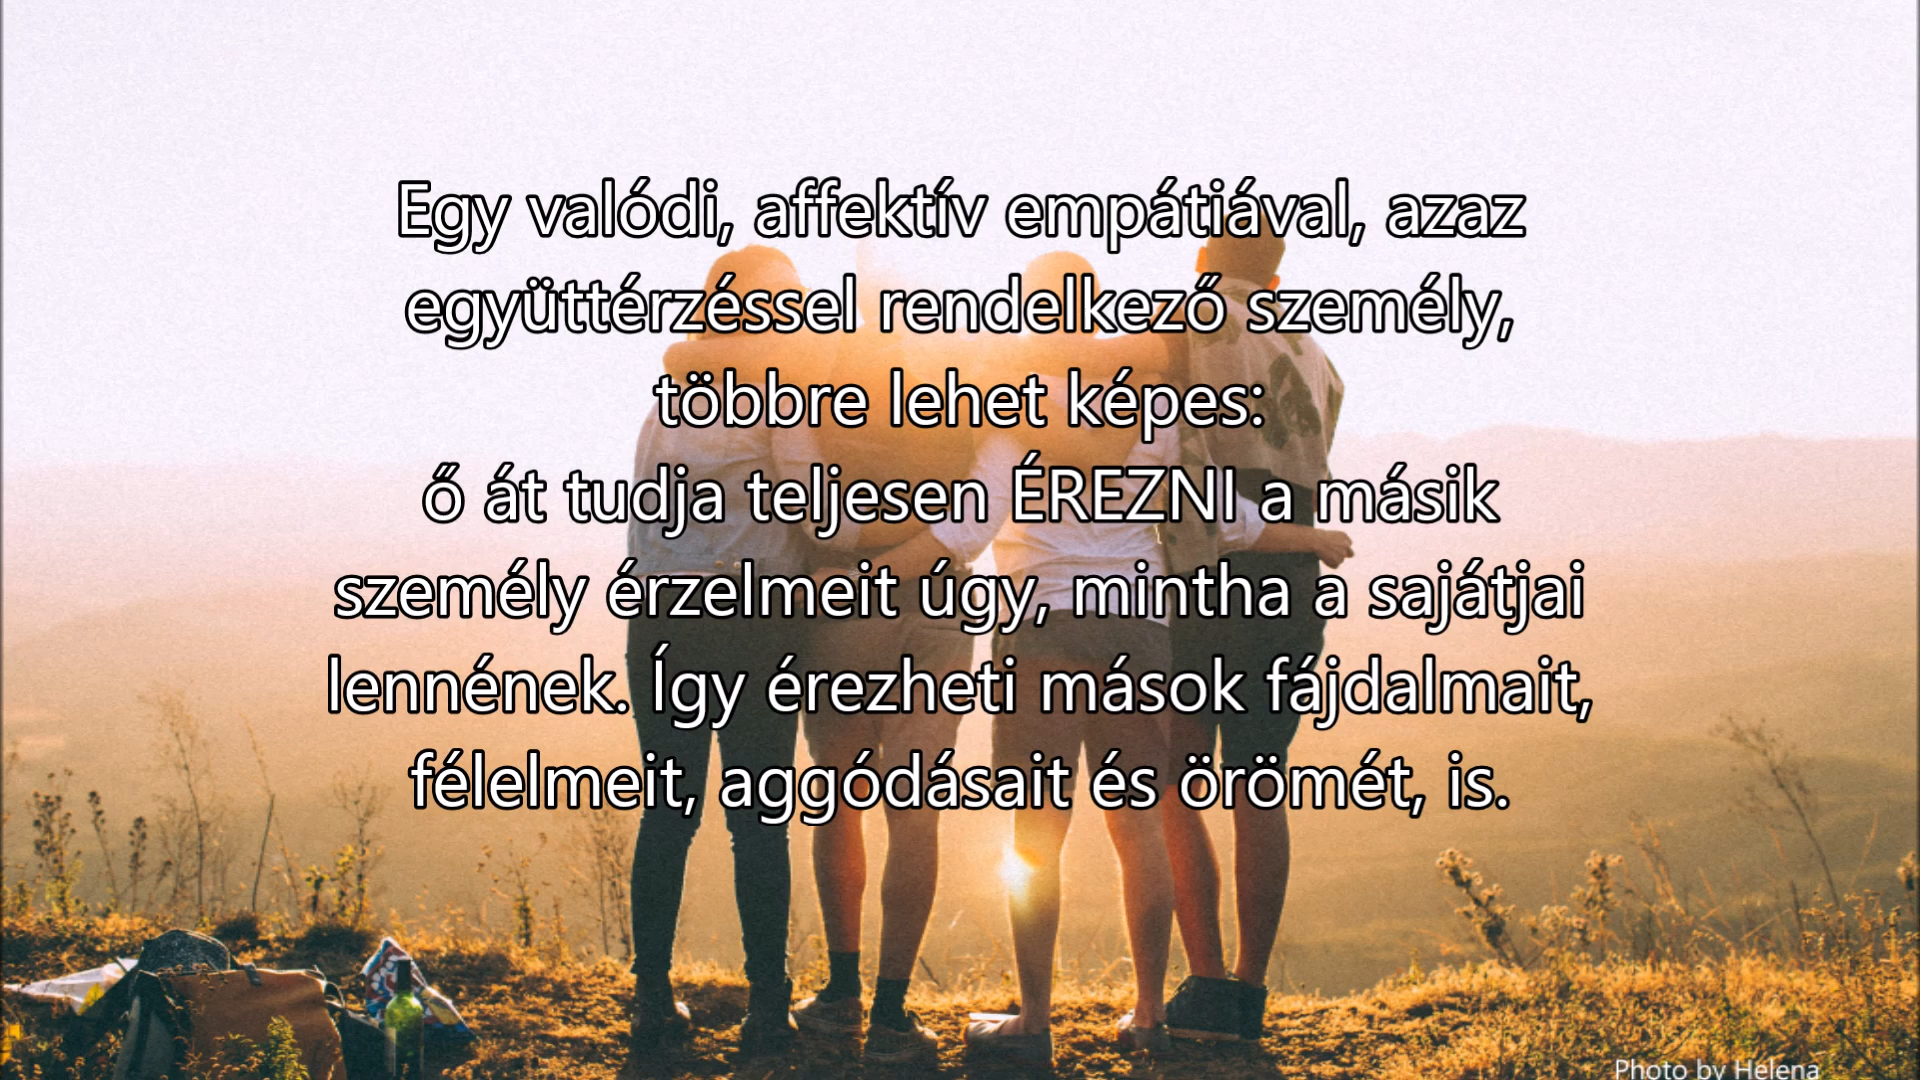 Egy valódi, affektív empátiával, azaz
együttérzéssel rendelkező személy,
többre lehet képes:
ő át tudja teljesen ÉREZNI a másik
személy érzelmeit úgy, mintha a sajátjai
lennének. Így érezheti mások fájdalmait,
félelmeit, aggódásait és örömét, is.
Photo by Helena